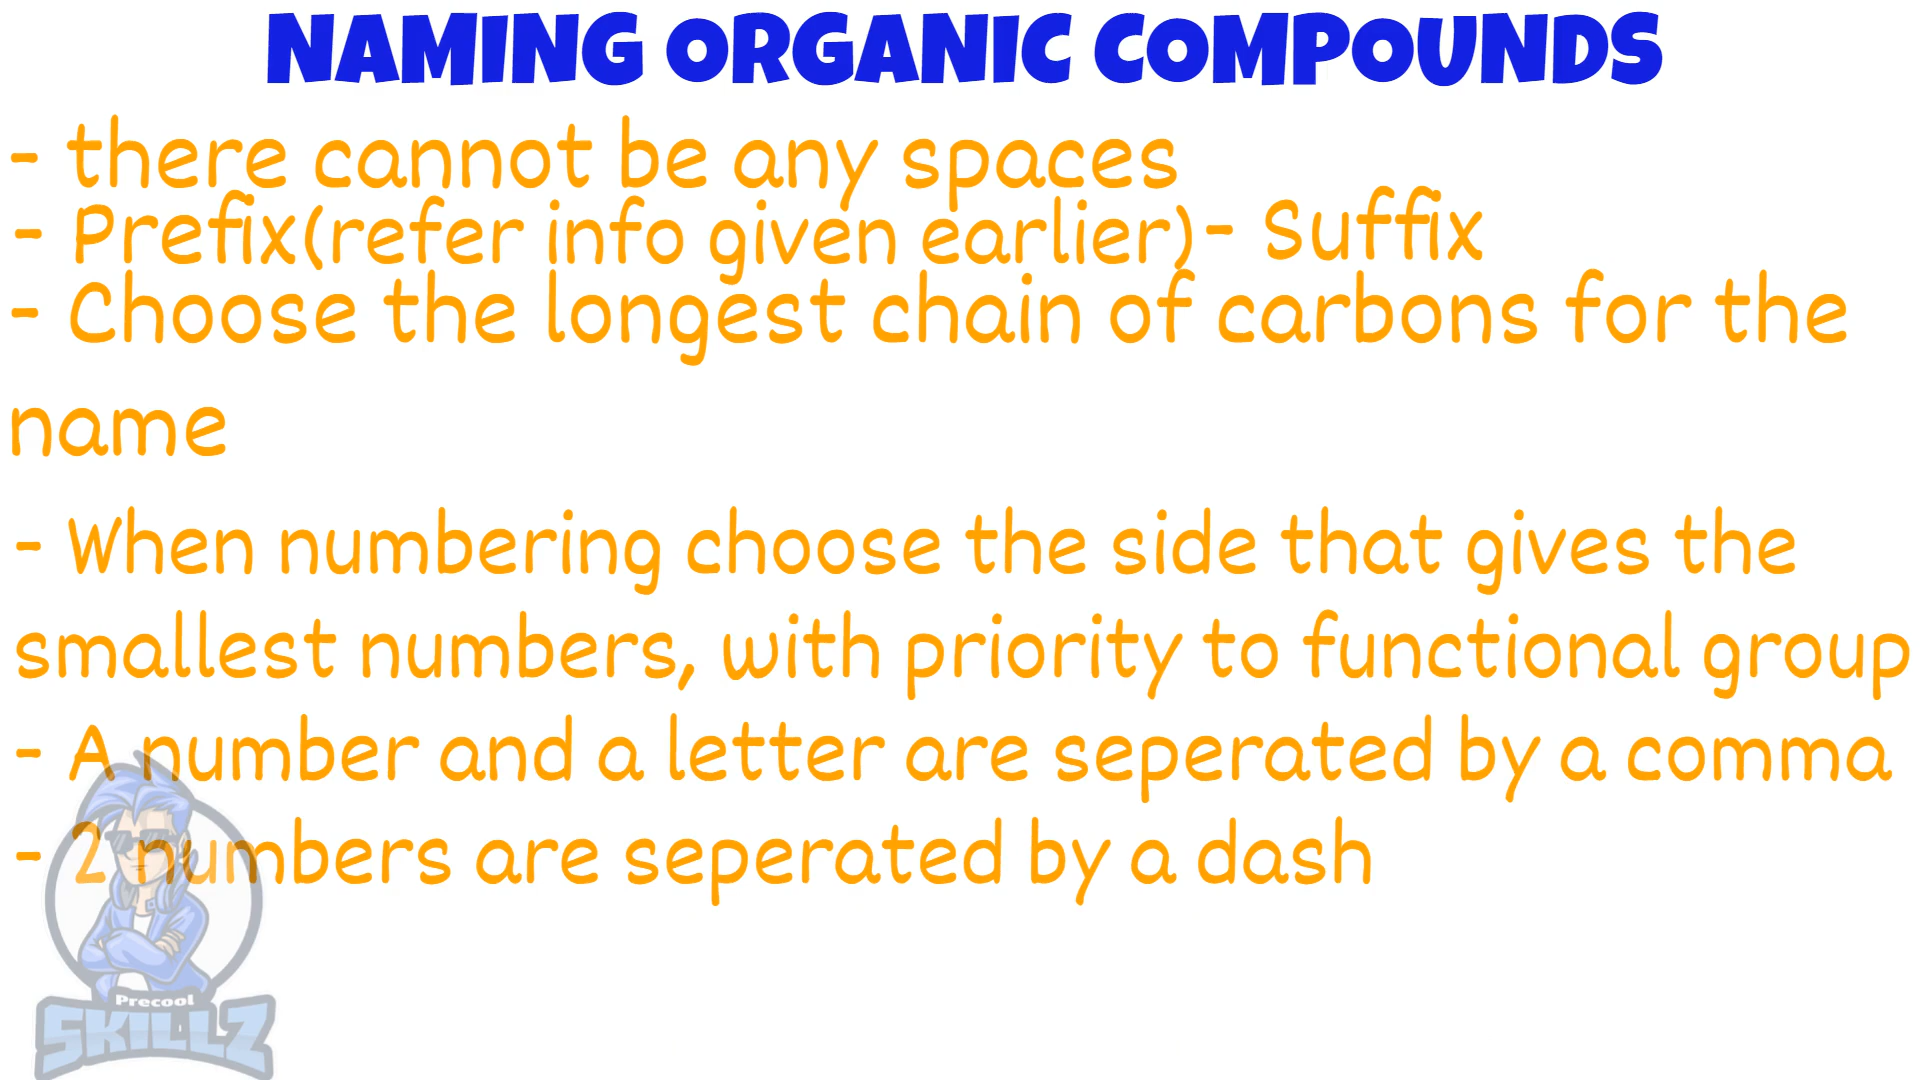 NAMING ORGANIC COMPOUNDS
- there cannot be any spaces
- Prefix(refer info given earlier)- Suffix
- Choose the longest chain of carbons for the
name
- When numbering choose the side that gives the
smallest numbers, with priority to functional group
- A number and a letter are seperated by a comma
- 2 numbers are seperated by a dash
Precool
SKILLZ